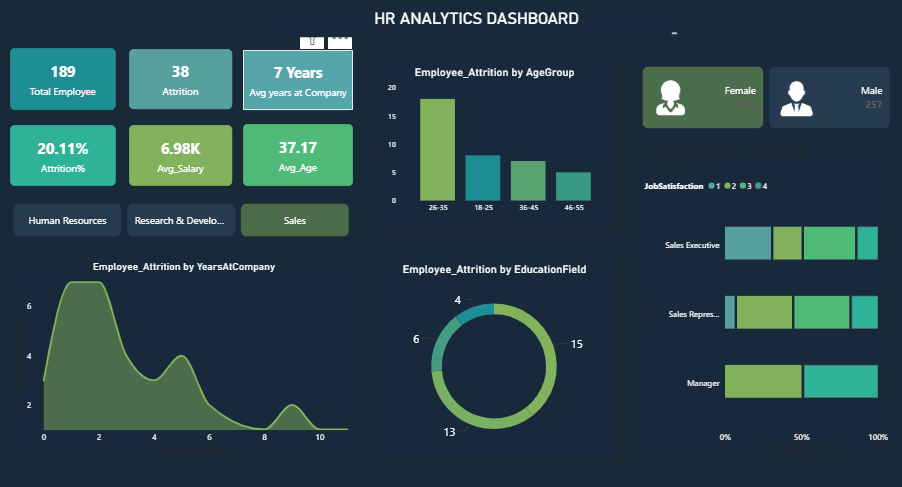 HR ANALYTICS DASHBOARD
189
Total Employee
38
Attrition
7 Years
Avg years at Company
20.11%
Attrition%
6.98K
Avg_Salary
37.17
Avg_Age
Human Resources
Research & Develo...
Sales
Employee_Attrition by YearsAtCompany
6
4
2
0 2 4 6 8 10
Employee_Attrition by AgeGroup
20
15
10
5
0
26-35 18-25 36-45 46-55
Employee_Attrition by EducationField
4
6
15
13
Female
Male
257
JobSatisfaction 1 2 3 4
Sales Executive
Sales Repres...
Manager
0% 50% 100%